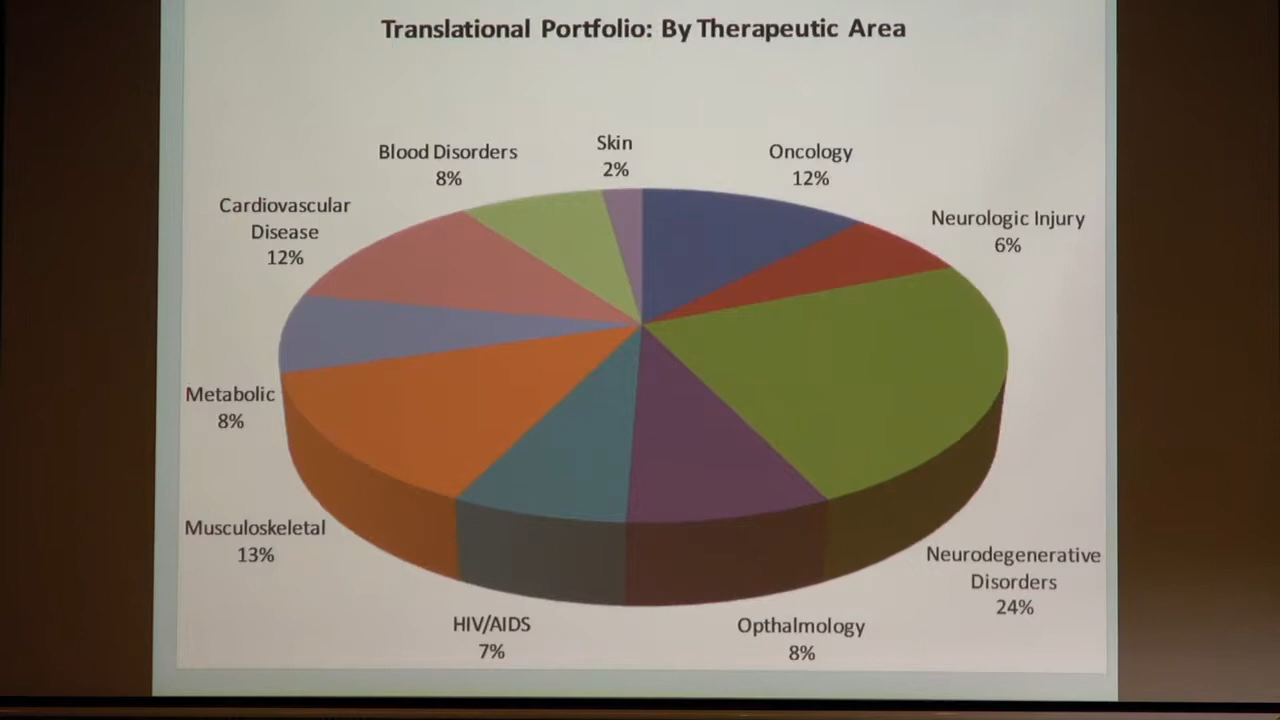 Translational Portfolio: By Therapeutic Area
Skin
2%
Blood Disorders
8%
Oncology
12%
Cardiovascular
Disease
12%
Neurologic Injury
6%
Metabolic
8%
Musculoskeletal
13%
Neurodegenerative
Disorders
24%
HIV/AIDS
7%
Opthalmology
8%